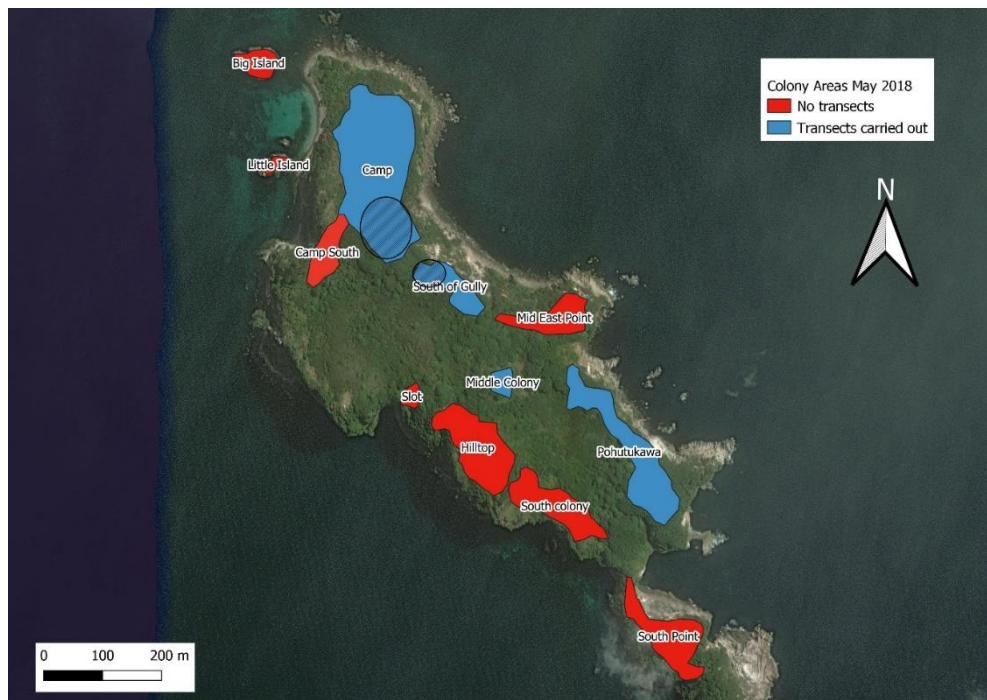 Big Island
Colony Areas May 2018
No transects
Transects carried out
Little Island
Camp
N
Camp South
South of Gully
Mid East Point
Middle Colony
Slot
Hilltop
Pohutukawa
South colony
South Point
0 100 200 m